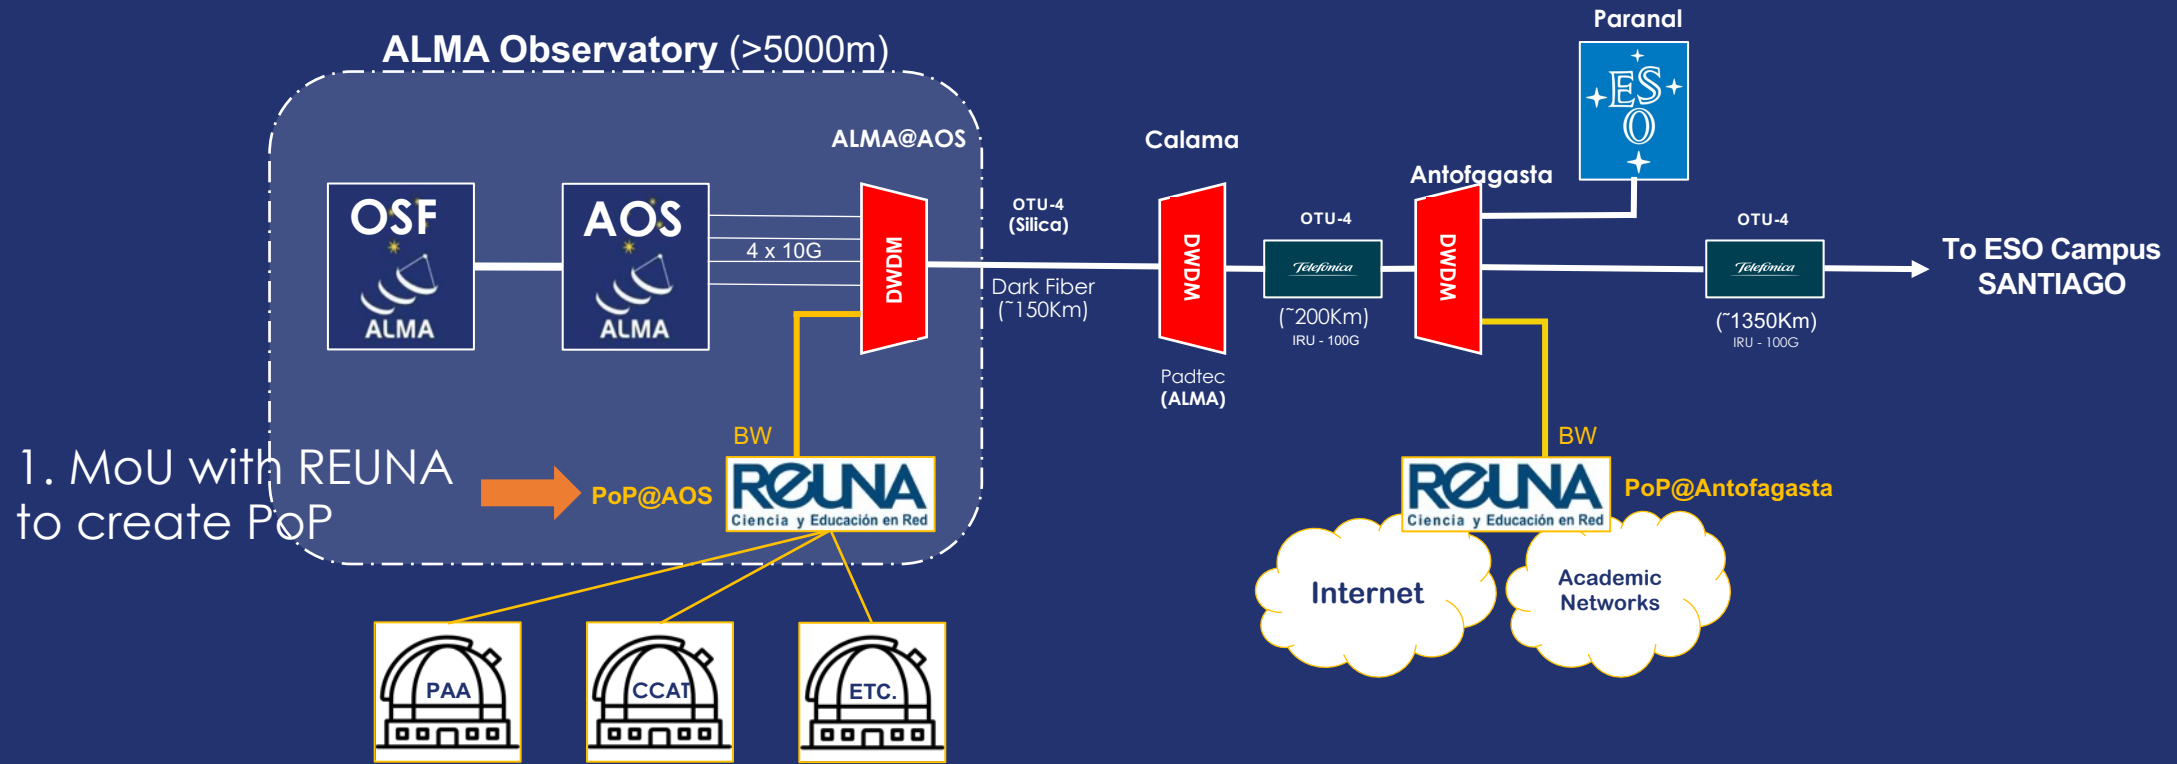 Paranal
ALMA Observatory (>5000m)
ESO
ALMA@AOS
Calama
Antofagasta
OSF
ALMA
AOS
ALMA
4 x 10G
DWDM
OTU-4
(Silica)
Dark Fiber
(~150Km)
DWDM
Padtec
(ALMA)
OTU-4
Telefónica
(~200Km)
IRU - 100G
DWDM
OTU-4
Telefónica
(~1350Km)
IRU - 100G
To ESO Campus
SANTIAGO
1. MoU with REUNA
to create PoP
BW
PoP@AOS
REUNA
Ciencia y Educación en Red
BW
REUNA
Ciencia y Educación en Red
PoP@Antofagasta
Internet
Academic
Networks
PAA
CCAT
ETC.